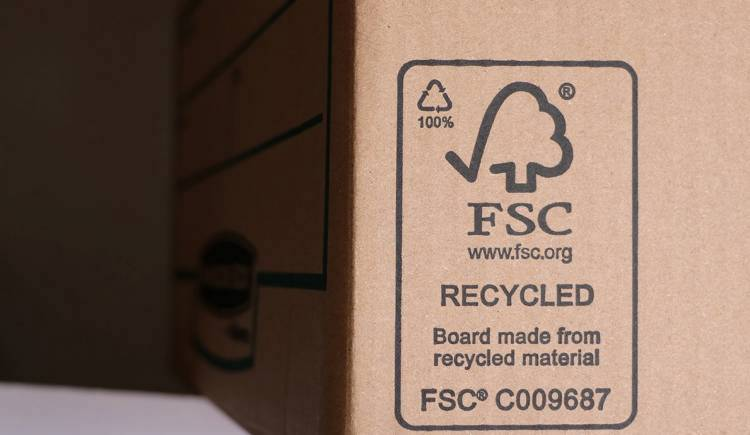 ®
100%
FSC
www.fsc.org
RECYCLED
Board made from
recycled material
FSC® C009687